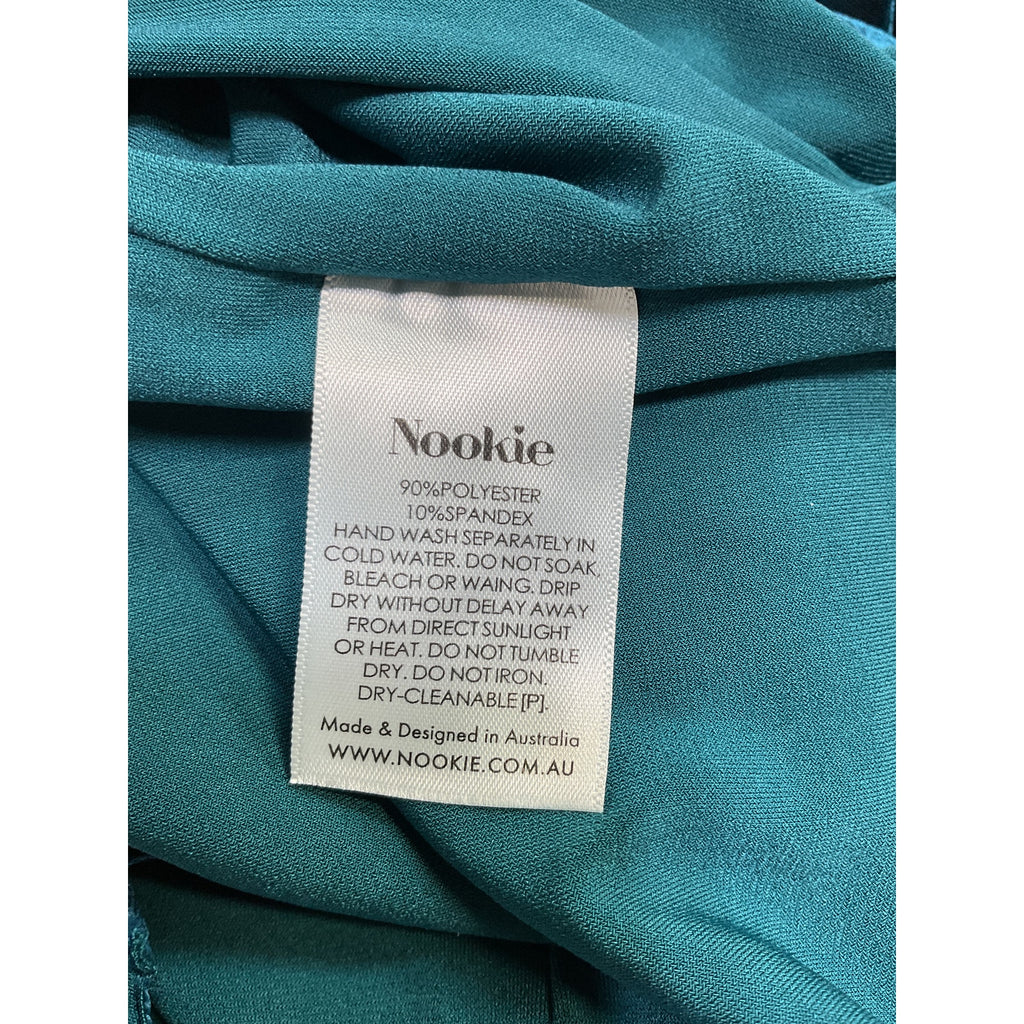 Nookie
90%POLYESTER
10%SPANDEX
HAND WASH SEPARATELY IN
COLD WATER. DO NOT SOAK,
BLEACH OR WAING. DRIP
DRY WITHOUT DELAY AWAY
FROM DIRECT SUNLIGHT
OR HEAT. DO NOT TUMBLE
DRY. DO NOT IRON.
DRY-CLEANABLE [P].
Made & Designed in Australia
WWW.NOOKIE.COM.AU